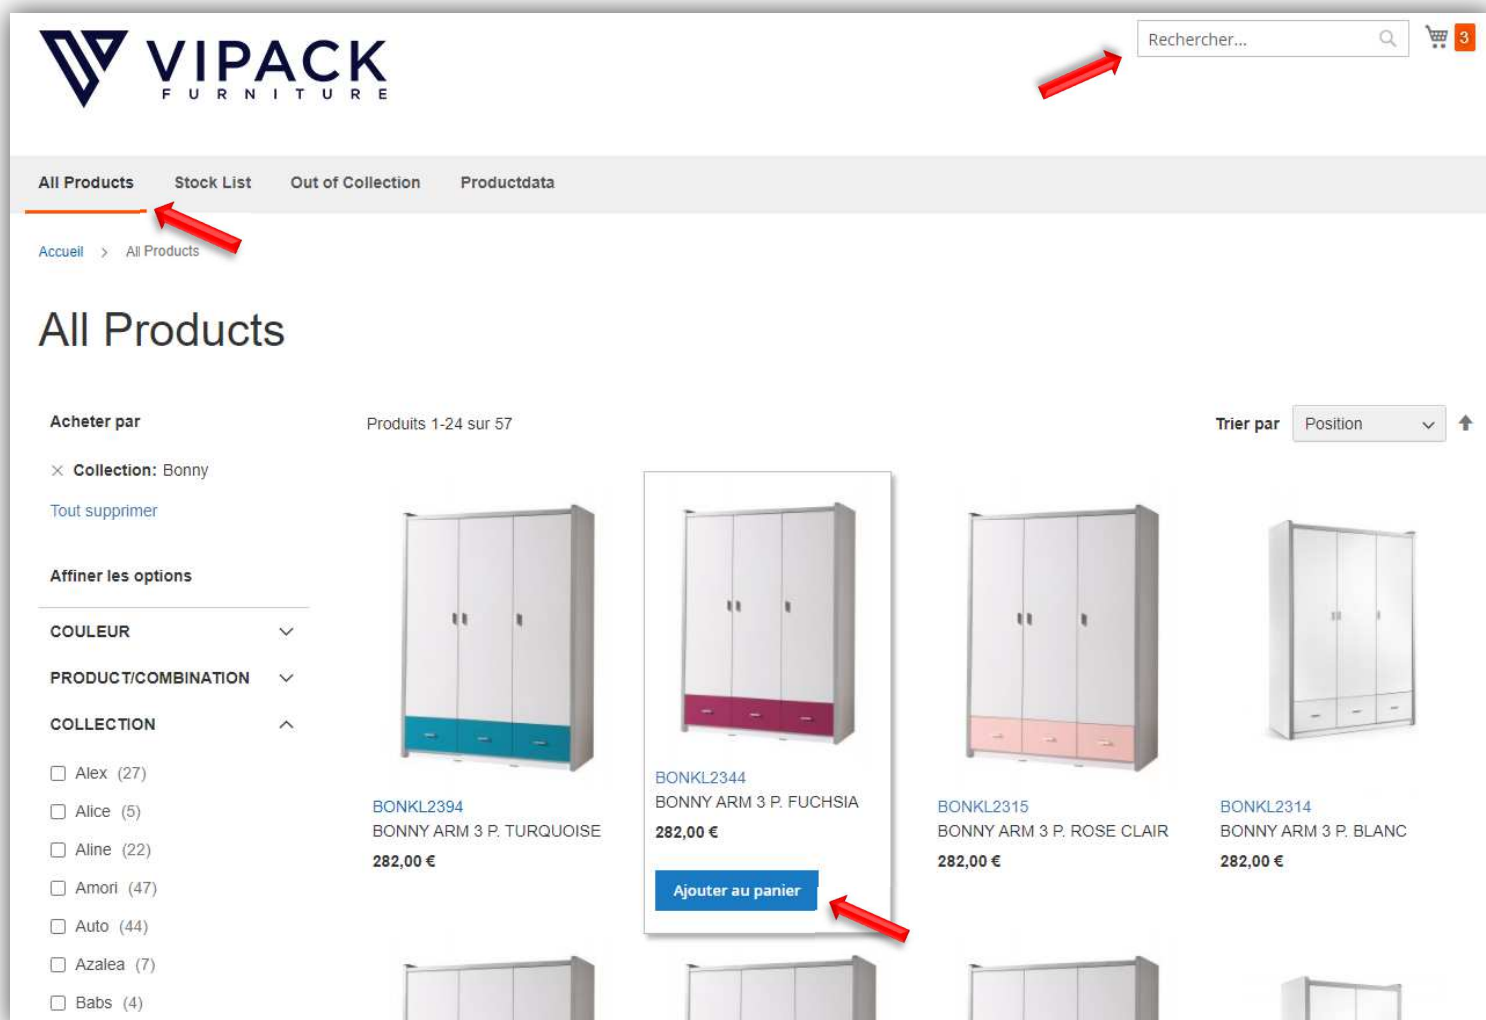 VIPACK
FURNITURE
Rechercher...
3
All Products Stock List Out of Collection Productdata
Accueil > All Products
All Products
Acheter par
Produits 1-24 sur 57
Trier par Position
Collection: Bonny
Tout supprimer
Affiner les options
COULEUR
PRODUCT/COMBINATION
COLLECTION
Alex (27)
Alice (5)
Aline (22)
Amori (47)
Auto (44)
Azalea (7)
Babs (4)
BONKL2394
BONNY ARM 3 P. TURQUOISE
282,00 €
BONKL2344
BONNY ARM 3 P. FUCHSIA
282,00 €
Ajouter au panier
BONKL2315
BONNY ARM 3 P. ROSE CLAIR
282,00 €
BONKL2314
BONNY ARM 3 P. BLANC
282,00 €